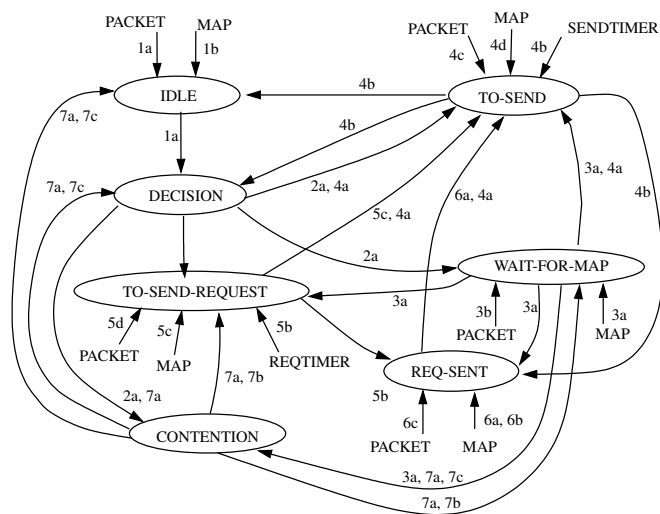 PACKET
MAP
1a
1b
IDLE
PACKET
MAP
SENDTIMER
4c
4d
4b
TO-SEND
4b
7a, 7c
1a
4b
7a, 7c
DECISION
2a, 4a
6a, 4a
3a, 4a
4b
5c, 4a
2a
WAIT-FOR-MAP
TO-SEND-REQUEST
3a
3b
3a
3a
PACKET
MAP
5d
5c
5b
PACKET
MAP
REQTIMER
REQ-SENT
7a, 7b
5b
2a, 7a
6c
6a, 6b
PACKET
MAP
CONTENTION
3a, 7a, 7c
7a, 7b